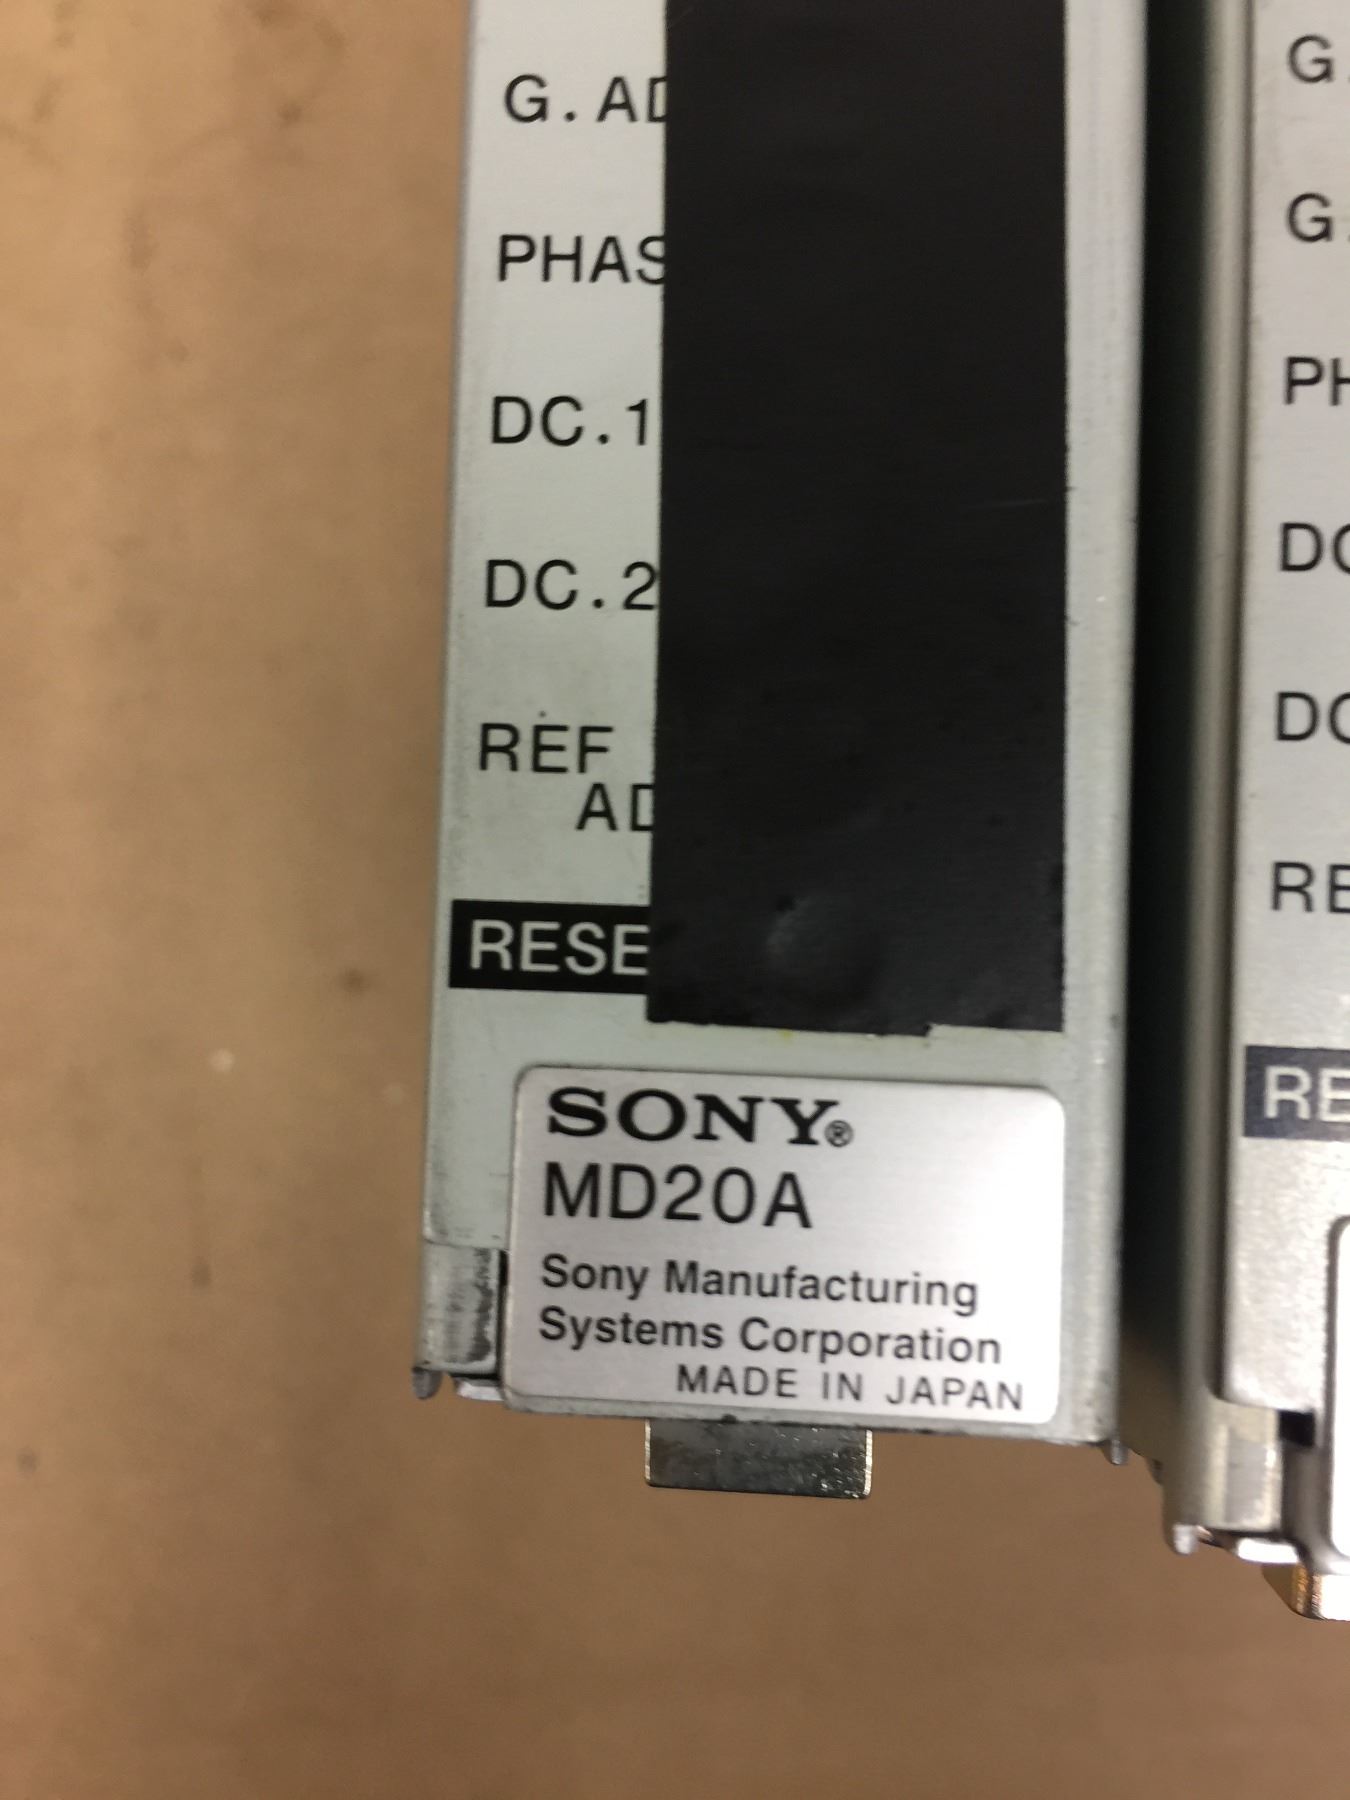 G.AD
PHAS
DC.1
DC.2
REF
AD
RESE
SONY®
MD20A
Sony Manufacturing
Systems Corporation
MADE IN JAPAN
G.
G.
PH
DC
DC
RE
RE